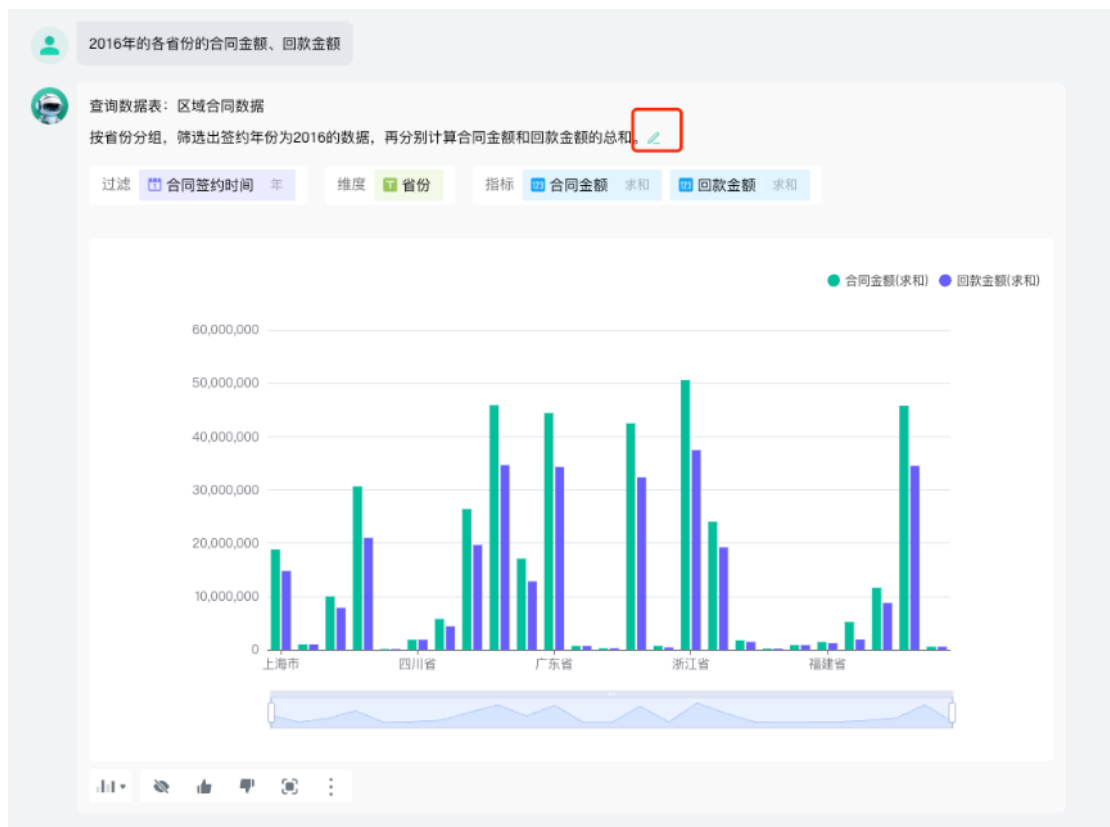 2016年的各省份的合同金额、回款金额
查询数据表：区域合同数据
按省份分组，筛选出签约年份为2016的数据，再分别计算合同金额和回款金额的总和。
过滤 合同签约时间 年 维度 T 省份 指标 123 合同金额 求和 123 回款金额 求和
合同金额(求和) 回款金额(求和)
60,000,000
50,000,000
40,000,000
30,000,000
20,000,000
10,000,000
0
上海市 四川省 广东省 浙江省 福建省